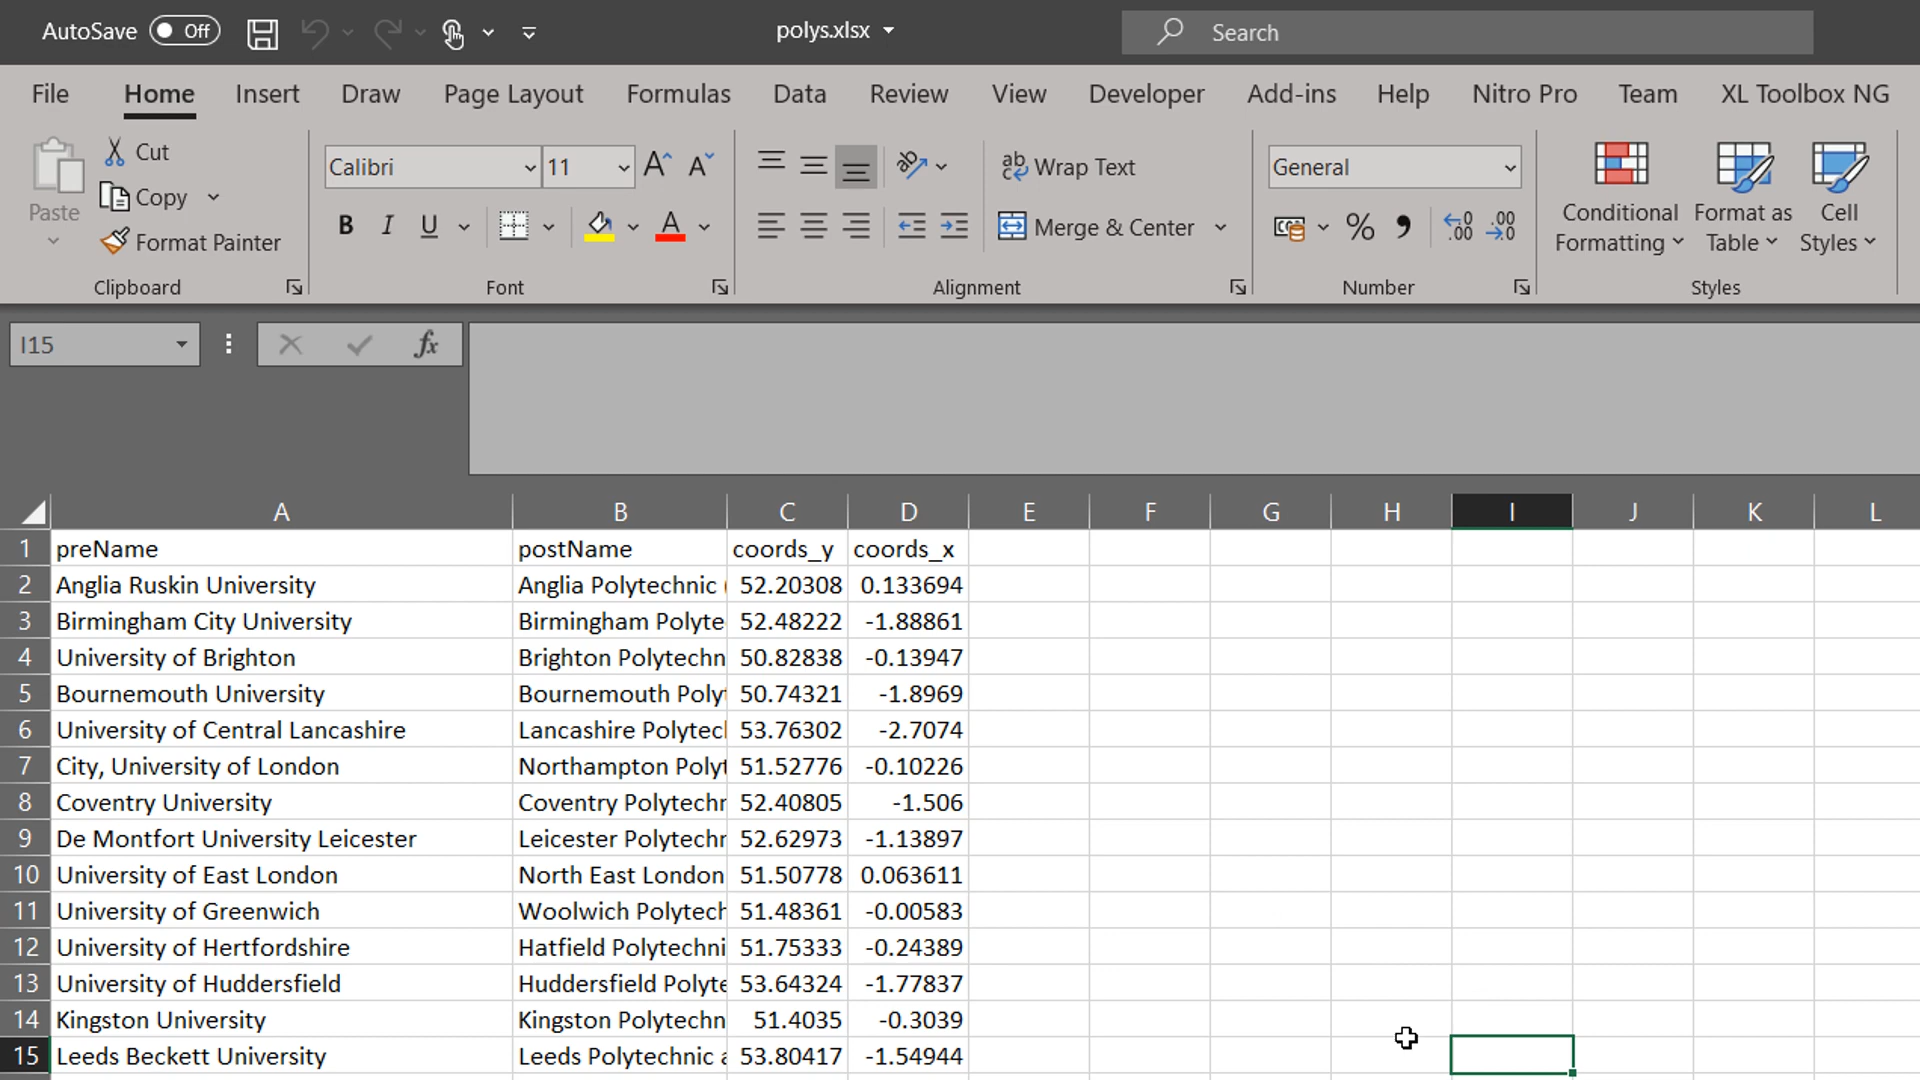 AutoSave Off polys.xlsx Search
File Home Insert Draw Page Layout Formulas Data Review View Developer Add-ins Help Nitro Pro Team XL Toolbox NG
Paste Cut Copy Format Painter
Clipboard
Calibri 11
B I U A
Font
ab Wrap Text
Merge & Center
Alignment
General
% .00 .00
Number
Conditional Formatting Format as Table Cell Styles
Styles
I15 fx
A B C D E F G H I J K L
1 preName postName coords_y coords_x
2 Anglia Ruskin University Anglia Polytechnic 52.20308 0.133694
3 Birmingham City University Birmingham Polyte 52.48222 -1.88861
4 University of Brighton Brighton Polytechn 50.82838 -0.13947
5 Bournemouth University Bournemouth Poly 50.74321 -1.8969
6 University of Central Lancashire Lancashire Polytec 53.76302 -2.7074
7 City, University of London Northampton Poly 51.52776 -0.10226
8 Coventry University Coventry Polytechn 52.40805 -1.506
9 De Montfort University Leicester Leicester Polytechn 52.62973 -1.13897
10 University of East London North East London 51.50778 0.063611
11 University of Greenwich Woolwich Polytech 51.48361 -0.00583
12 University of Hertfordshire Hatfield Polytechni 51.75333 -0.24389
13 University of Huddersfield Huddersfield Polyte 53.64324 -1.77837
14 Kingston University Kingston Polytechn 51.4035 -0.3039
15 Leeds Beckett University Leeds Polytechnic a 53.80417 -1.54944